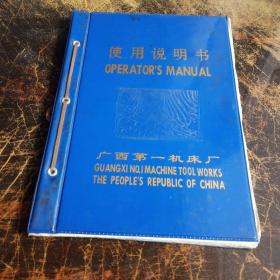 使用说明书
OPERATOR'S MANUAL
广西第一机床厂
GUANGXI NO.1 MACHINE TOOL WORKS
THE PEOPLE'S REPUBLIC OF CHINA